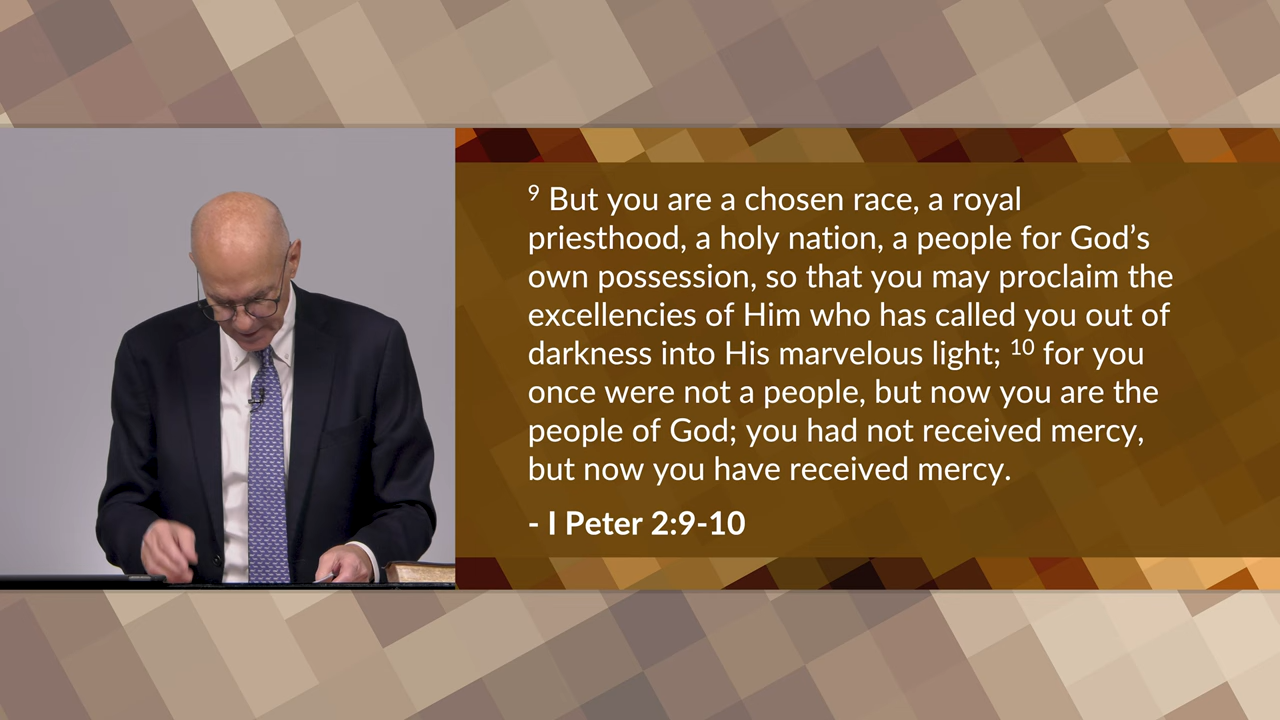 ⁹ But you are a chosen race, a royal
priesthood, a holy nation, a people for God’s
own possession, so that you may proclaim the
excellencies of Him who has called you out of
darkness into His marvelous light; ¹⁰ for you
once were not a people, but now you are the
people of God; you had not received mercy,
but now you have received mercy.
- I Peter 2:9-10